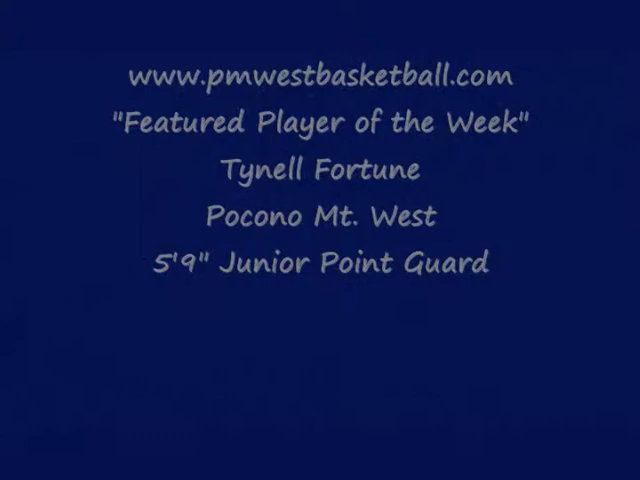 www.pmwestbasketball.com
"Featured Player of the Week"
Tynell Fortune
Pocono Mt. West
5'9" Junior Point Guard